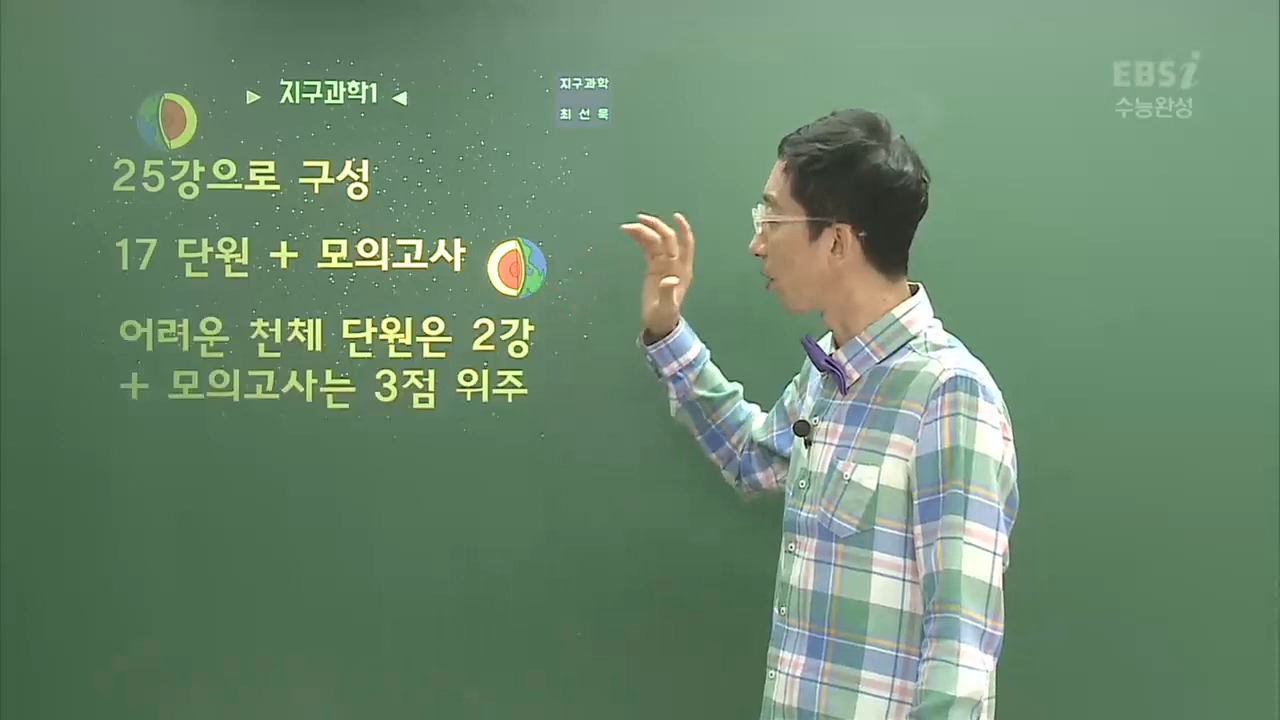 ▷ 지구과학1 ◁
지구과학
최선묵
EBSi
수능완성
25강으로 구성
17 단원 + 모의고사
어려운 천체 단원은 2강
+ 모의고사는 3점 위주